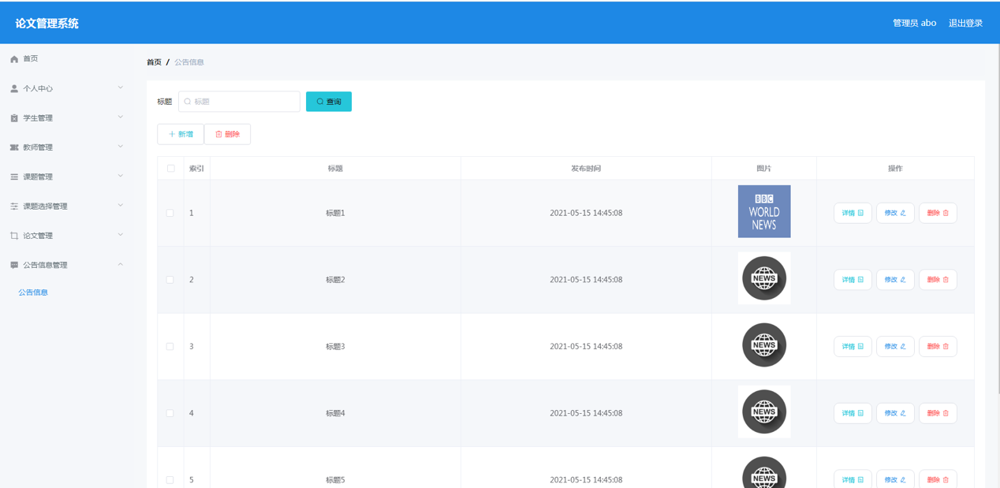 论文管理系统
管理员 abo 退出登录
首页
个人中心
学生管理
教师管理
课题管理
课题选择管理
论文管理
公告信息管理
公告信息
首页 / 公告信息
标题 标题 查询
新增 删除
索引 标题 发布时间 图片 操作
1 标题1 2021-05-15 14:45:08 BBC WORLD NEWS 详情 修改 删除
2 标题2 2021-05-15 14:45:08 NEWS 详情 修改 删除
3 标题3 2021-05-15 14:45:08 NEWS 详情 修改 删除
4 标题4 2021-05-15 14:45:08 NEWS 详情 修改 删除
5 标题5 2021-05-15 14:45:08 NEWS 详情 修改 删除